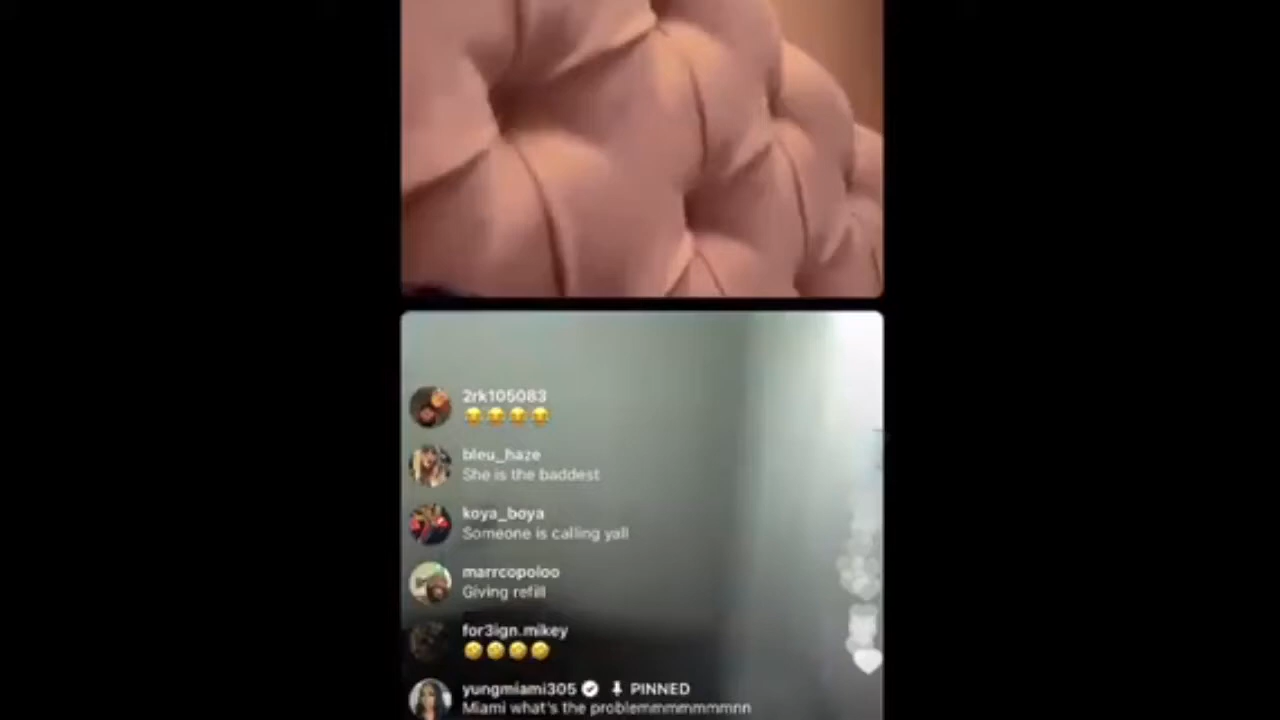 2rk105083
😂😂😂😂
bleu_haze
She is the baddest
koya_boya
Someone is calling yall
marrcopoloo
Giving refill
for3ign.mikey
🤣🤣🤣🤣
yungmiami305 PINNED
Miami what's the problemmmmmmmnn